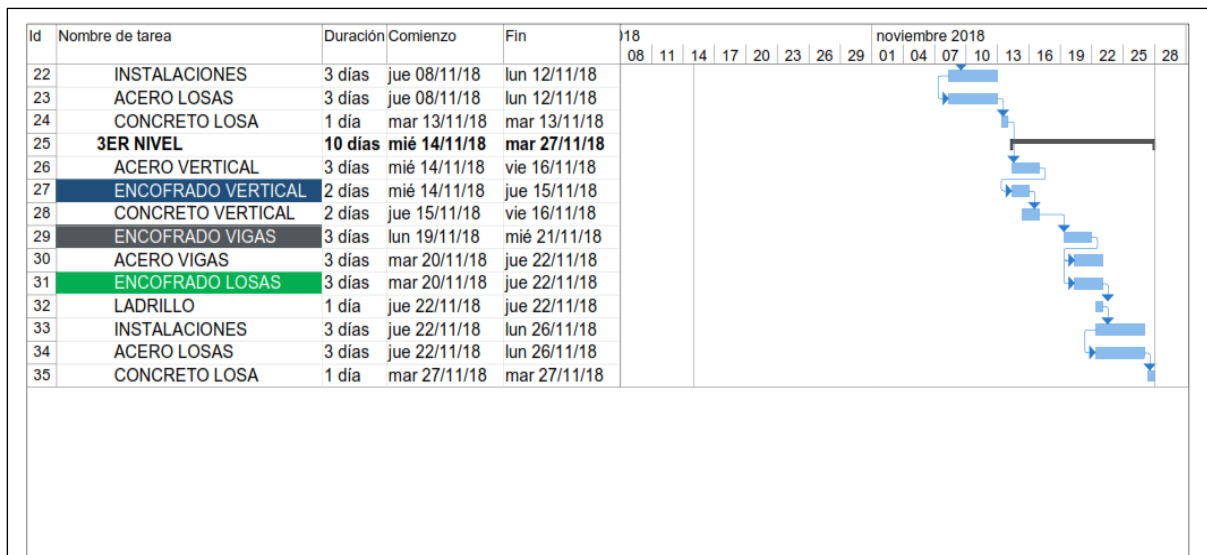 Id Nombre de tarea Duración Comienzo Fin )18 noviembre 2018
08 11 14 17 20 23 26 29 01 04 07 10 13 16 19 22 25 28
22 INSTALACIONES 3 días jue 08/11/18 lun 12/11/18
23 ACERO LOSAS 3 días jue 08/11/18 lun 12/11/18
24 CONCRETO LOSA 1 día mar 13/11/18 mar 13/11/18
25 3ER NIVEL 10 días mié 14/11/18 mar 27/11/18
26 ACERO VERTICAL 3 días mié 14/11/18 vie 16/11/18
27 ENCOFRADO VERTICAL 2 días mié 14/11/18 jue 15/11/18
28 CONCRETO VERTICAL 2 días jue 15/11/18 vie 16/11/18
29 ENCOFRADO VIGAS 3 días lun 19/11/18 mié 21/11/18
30 ACERO VIGAS 3 días mar 20/11/18 jue 22/11/18
31 ENCOFRADO LOSAS 3 días mar 20/11/18 jue 22/11/18
32 LADRILLO 1 día jue 22/11/18 jue 22/11/18
33 INSTALACIONES 3 días jue 22/11/18 lun 26/11/18
34 ACERO LOSAS 3 días jue 22/11/18 lun 26/11/18
35 CONCRETO LOSA 1 día mar 27/11/18 mar 27/11/18